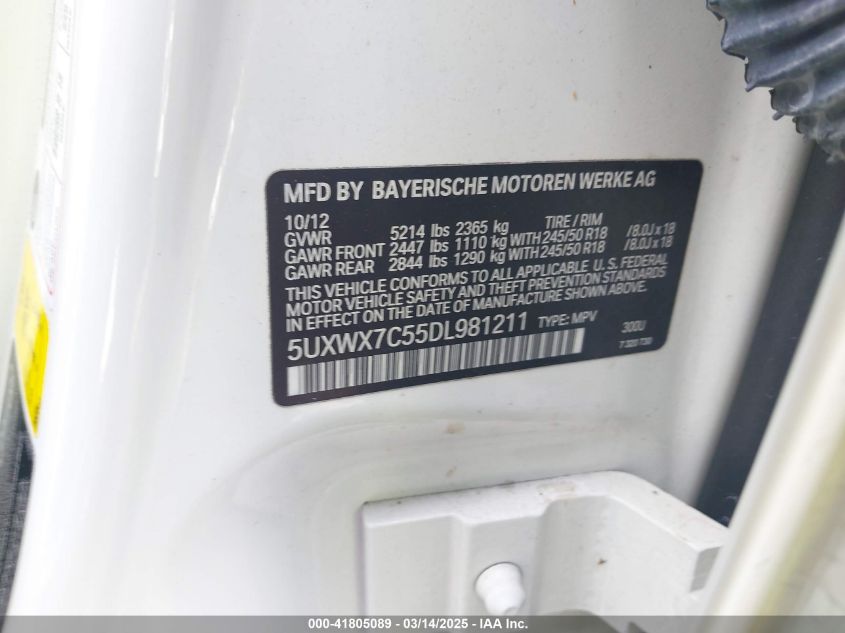 MFD BY BAYERISCHE MOTOREN WERKE AG
10/12
GVWR 5214 lbs 2365 kg TIRE / RIM
GAWR FRONT 2447 lbs 1110 kg WITH 245/50 R18 /8.0J x 18
GAWR REAR 2844 lbs 1290 kg WITH 245/50 R18 /8.0J x 18
THIS VEHICLE CONFORMS TO ALL APPLICABLE U. S. FEDERAL
MOTOR VEHICLE SAFETY AND THEFT PREVENTION STANDARDS
IN EFFECT ON THE DATE OF MANUFACTURE SHOWN ABOVE.
5UXWX7C55DL981211 TYPE: MPV 300U
7 320 730
000-41805089 - 03/14/2025 - IAA Inc.